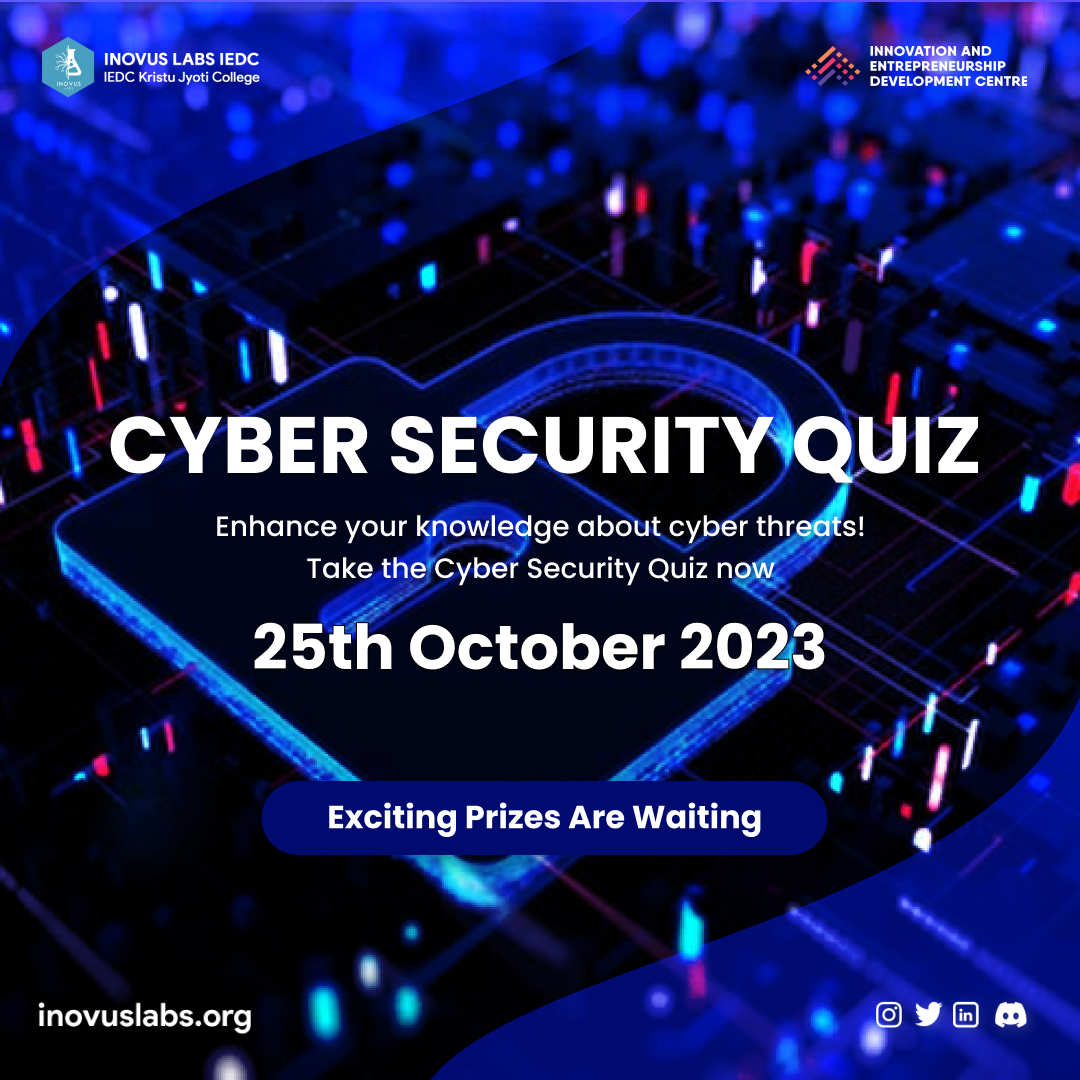 INOVUS LABS IEDC
IEDC Kristu Jyoti College
INOVUS
INNOVATION AND
ENTREPRENEURSHIP
DEVELOPMENT CENTRE
CYBER SECURITY QUIZ
Enhance your knowledge about cyber threats!
Take the Cyber Security Quiz now
25th October 2023
Exciting Prizes Are Waiting
inovuslabs.org
in